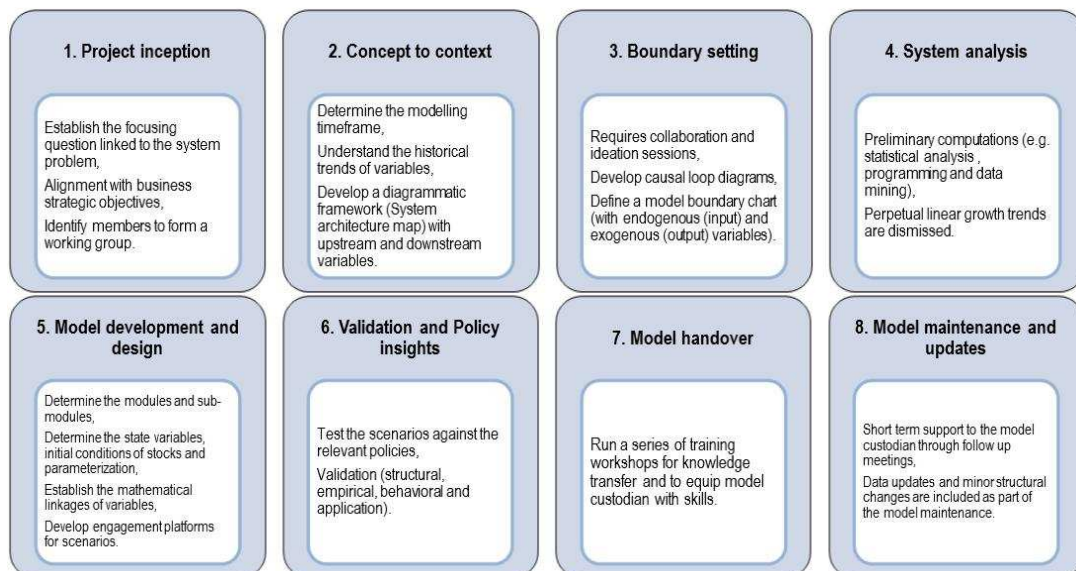 1. Project inception
Establish the focusing
question linked to the system
problem,
Alignment with business
strategic objectives,
Identify members to form a
working group.
2. Concept to context
Determine the modelling
timeframe,
Understand the historical
trends of variables,
Develop a diagrammatic
framework (System
architecture map) with
upstream and downstream
variables.
3. Boundary setting
Requires collaboration and
ideation sessions,
Develop causal loop diagrams,
Define a model boundary chart
(with endogenous (input) and
exogenous (output) variables).
4. System analysis
Preliminary computations (e.g.
statistical analysis ,
programming and data
mining),
Perpetual linear growth trends
are dismissed.
5. Model development and
design
Determine the modules and sub-
modules,
Determine the state variables,
initial conditions of stocks and
parameterization,
Establish the mathematical
linkages of variables,
Develop engagement platforms
for scenarios.
6. Validation and Policy
insights
Test the scenarios against the
relevant policies,
Validation (structural,
empirical, behavioral and
application).
7. Model handover
Run a series of training
workshops for knowledge
transfer and to equip model
custodian with skills.
8. Model maintenance and
updates
Short term support to the model
custodian through follow up
meetings,
Data updates and minor structural
changes are included as part of
the model maintenance.